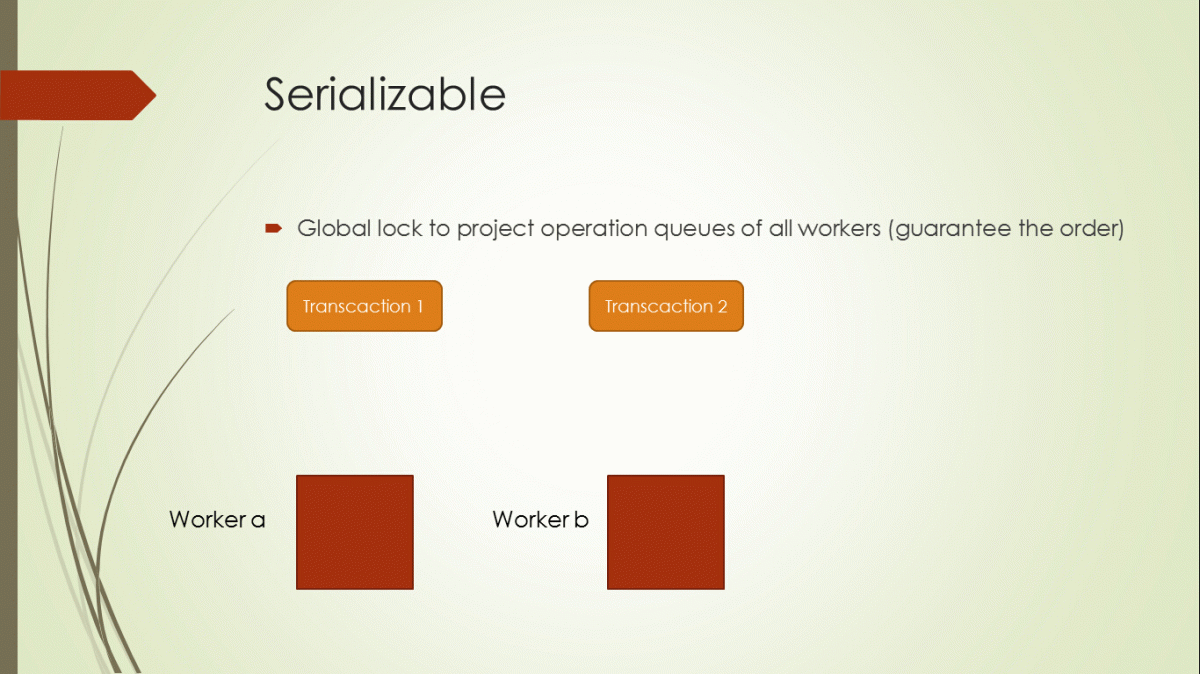 Serializable
Global lock to project operation queues of all workers (guarantee the order)
Transcaction 1
Transcaction 2
Worker a
Worker b